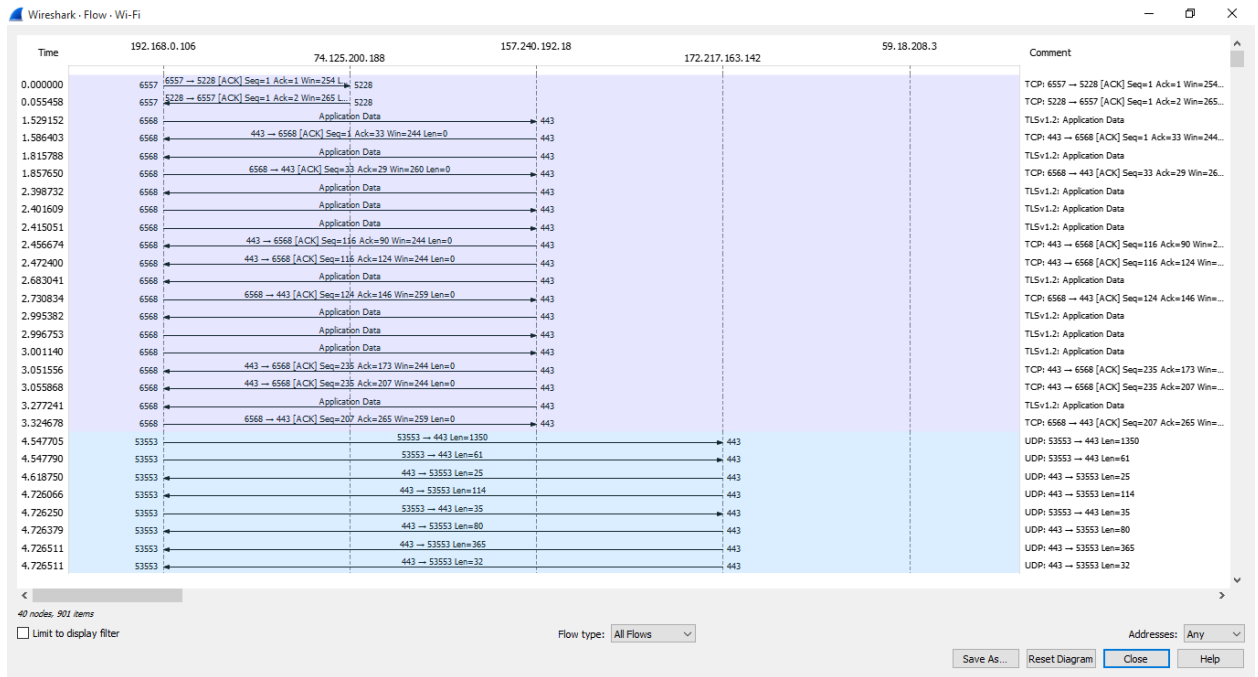 Wireshark · Flow · Wi-Fi
Time 192.168.0.106 74.125.200.188 157.240.192.18 172.217.163.142 59.18.208.3 Comment
0.000000 6557 6557 → 5228 [ACK] Seq=1 Ack=1 Win=254 L... 5228 TCP: 6557 → 5228 [ACK] Seq=1 Ack=1 Win=254...
0.055458 6557 5228 → 6557 [ACK] Seq=1 Ack=2 Win=265 L... 5228 TCP: 5228 → 6557 [ACK] Seq=1 Ack=2 Win=265...
1.529152 6568 Application Data 443 TLSv1.2: Application Data
1.586403 6568 443 → 6568 [ACK] Seq=1 Ack=33 Win=244 Len=0 443 TCP: 443 → 6568 [ACK] Seq=1 Ack=33 Win=244...
1.815788 6568 Application Data 443 TLSv1.2: Application Data
1.857650 6568 6568 → 443 [ACK] Seq=33 Ack=29 Win=260 Len=0 443 TCP: 6568 → 443 [ACK] Seq=33 Ack=29 Win=26...
2.398732 6568 Application Data 443 TLSv1.2: Application Data
2.401609 6568 Application Data 443 TLSv1.2: Application Data
2.415051 6568 Application Data 443 TLSv1.2: Application Data
2.456674 6568 443 → 6568 [ACK] Seq=116 Ack=90 Win=244 Len=0 443 TCP: 443 → 6568 [ACK] Seq=116 Ack=90 Win=2...
2.472400 6568 443 → 6568 [ACK] Seq=116 Ack=124 Win=244 Len=0 443 TCP: 443 → 6568 [ACK] Seq=116 Ack=124 Win=...
2.683041 6568 Application Data 443 TLSv1.2: Application Data
2.730834 6568 6568 → 443 [ACK] Seq=124 Ack=146 Win=259 Len=0 443 TCP: 6568 → 443 [ACK] Seq=124 Ack=146 Win=...
2.995382 6568 Application Data 443 TLSv1.2: Application Data
2.996753 6568 Application Data 443 TLSv1.2: Application Data
3.001140 6568 Application Data 443 TLSv1.2: Application Data
3.051556 6568 443 → 6568 [ACK] Seq=235 Ack=173 Win=244 Len=0 443 TCP: 443 → 6568 [ACK] Seq=235 Ack=173 Win=...
3.055868 6568 443 → 6568 [ACK] Seq=235 Ack=207 Win=244 Len=0 443 TCP: 443 → 6568 [ACK] Seq=235 Ack=207 Win=...
3.277241 6568 Application Data 443 TLSv1.2: Application Data
3.324678 6568 6568 → 443 [ACK] Seq=207 Ack=265 Win=259 Len=0 443 TCP: 6568 → 443 [ACK] Seq=207 Ack=265 Win=...
4.547705 53553 53553 → 443 Len=1350 443 UDP: 53553 → 443 Len=1350
4.547790 53553 53553 → 443 Len=61 443 UDP: 53553 → 443 Len=61
4.618750 53553 443 → 53553 Len=25 443 UDP: 443 → 53553 Len=25
4.726066 53553 443 → 53553 Len=114 443 UDP: 443 → 53553 Len=114
4.726250 53553 53553 → 443 Len=35 443 UDP: 53553 → 443 Len=35
4.726379 53553 443 → 53553 Len=80 443 UDP: 443 → 53553 Len=80
4.726511 53553 443 → 53553 Len=365 443 UDP: 443 → 53553 Len=365
4.726511 53553 443 → 53553 Len=32 443 UDP: 443 → 53553 Len=32
40 nodes, 901 items
Limit to display filter Flow type: All Flows Addresses: Any
Save As... Reset Diagram Close Help